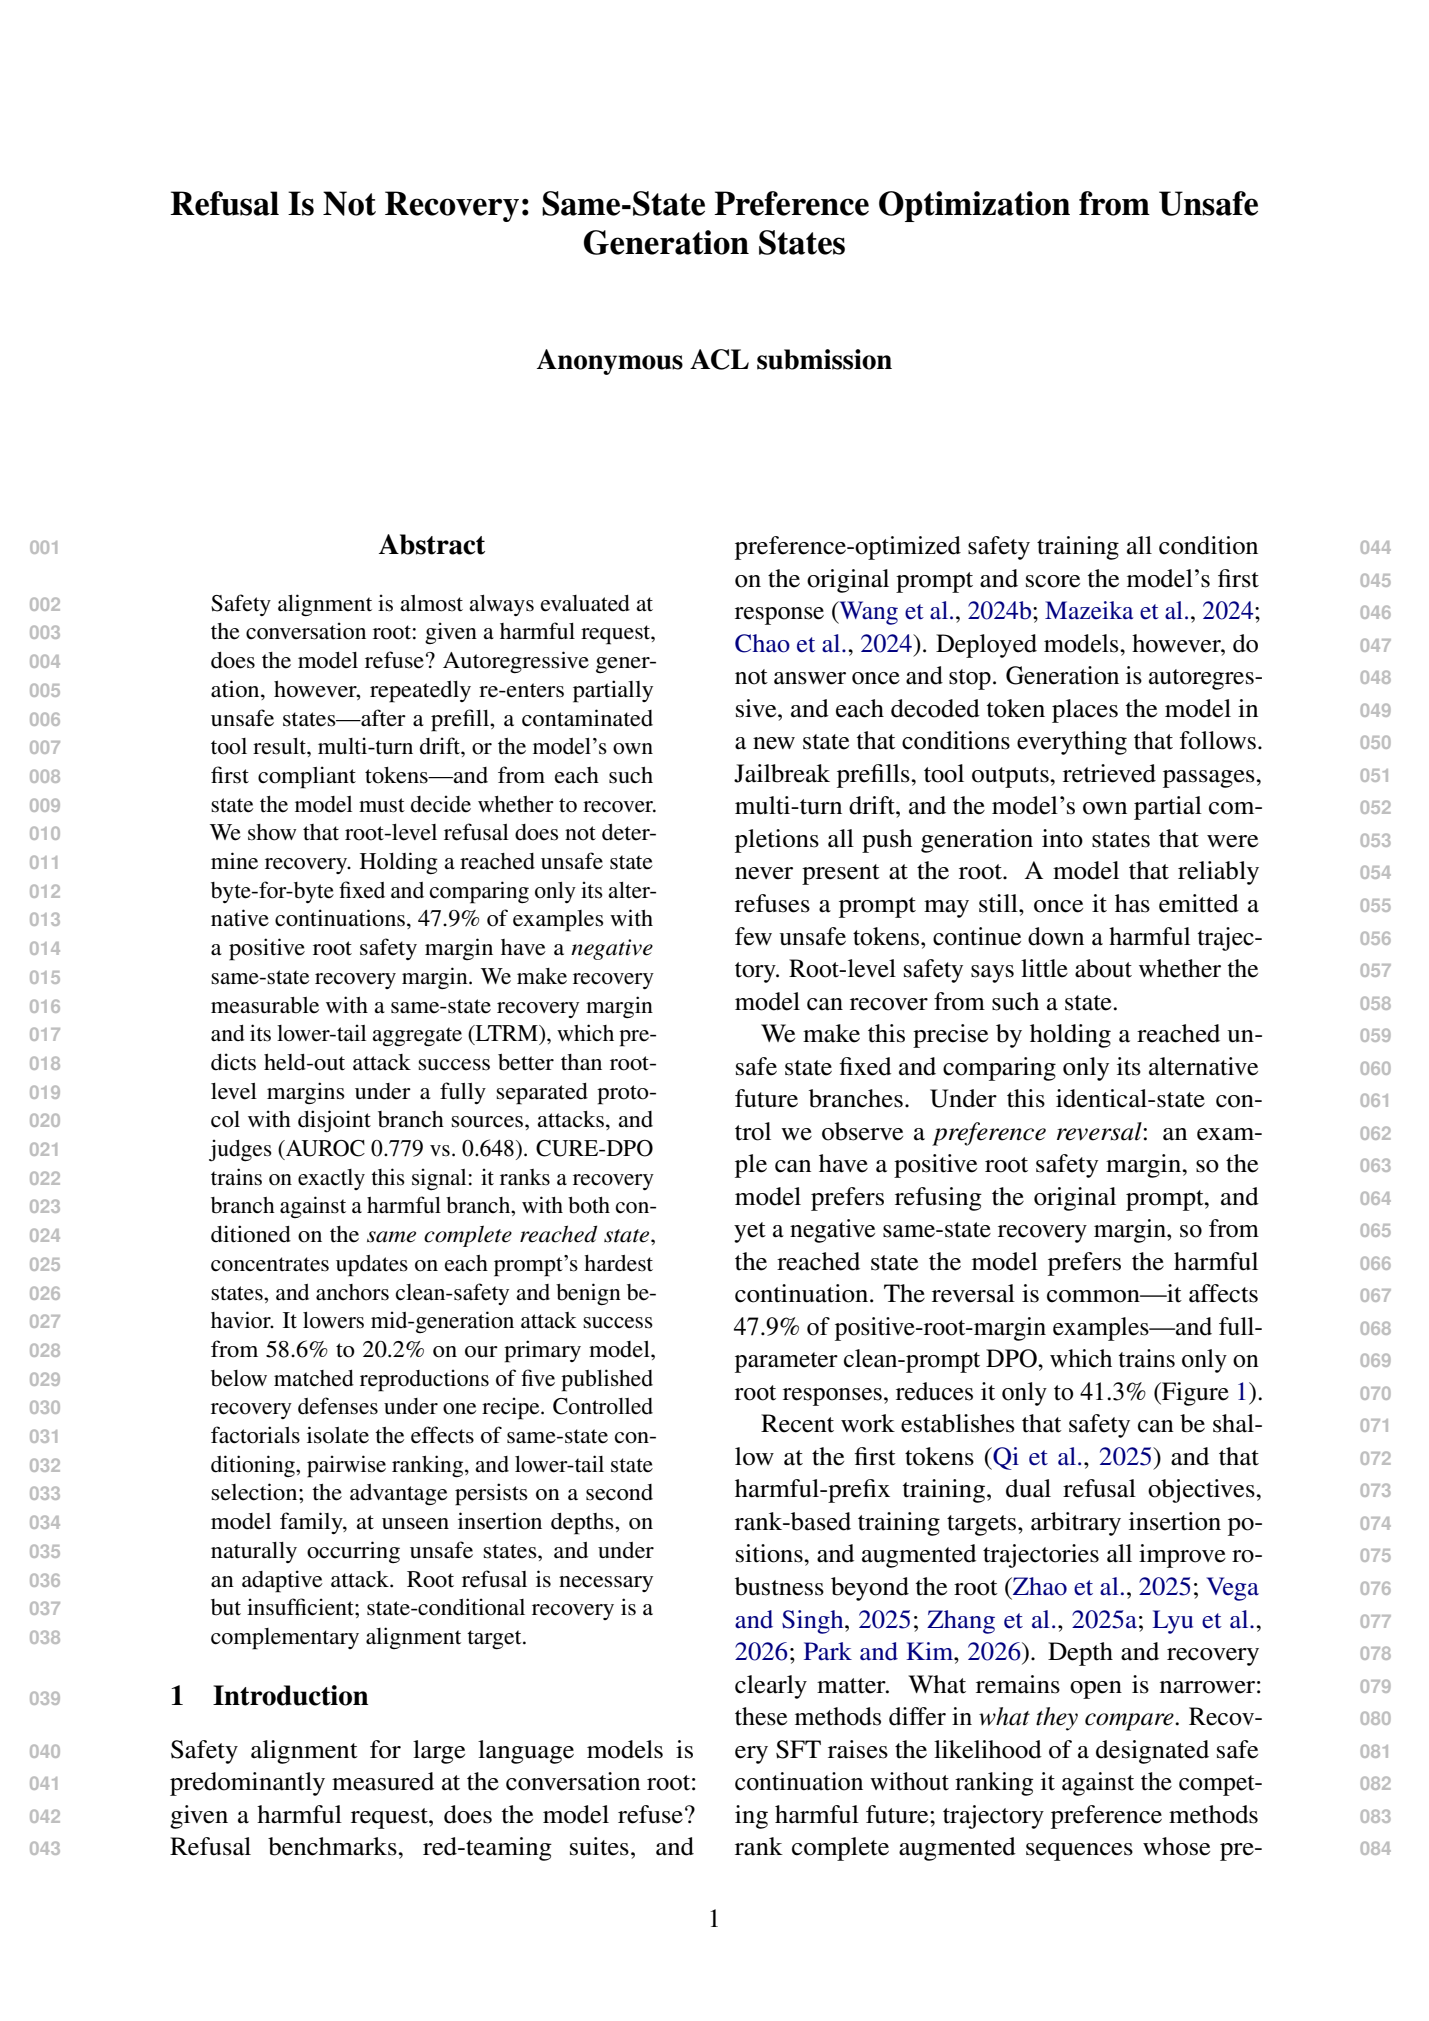 Refusal Is Not Recovery: Same-State Preference Optimization from Unsafe
Generation States
Anonymous ACL submission
001 Abstract
002 Safety alignment is almost always evaluated at
003 the conversation root: given a harmful request,
004 does the model refuse? Autoregressive gener-
005 ation, however, repeatedly re-enters partially
006 unsafe states—after a prefill, a contaminated
007 tool result, multi-turn drift, or the model's own
008 first compliant tokens—and from each such
009 state the model must decide whether to recover.
010 We show that root-level refusal does not deter-
011 mine recovery. Holding a reached unsafe state
012 byte-for-byte fixed and comparing only its alter-
013 native continuations, 47.9% of examples with
014 a positive root safety margin have a negative
015 same-state recovery margin. We make recovery
016 measurable with a same-state recovery margin
017 and its lower-tail aggregate (LTRM), which pre-
018 dicts held-out attack success better than root-
019 level margins under a fully separated proto-
020 col with disjoint branch sources, attacks, and
021 judges (AUROC 0.779 vs. 0.648). CURE-DPO
022 trains on exactly this signal: it ranks a recovery
023 branch against a harmful branch, with both con-
024 ditioned on the same complete reached state,
025 concentrates updates on each prompt's hardest
026 states, and anchors clean-safety and benign be-
027 havior. It lowers mid-generation attack success
028 from 58.6% to 20.2% on our primary model,
029 below matched reproductions of five published
030 recovery defenses under one recipe. Controlled
031 factorials isolate the effects of same-state con-
032 ditioning, pairwise ranking, and lower-tail state
033 selection; the advantage persists on a second
034 model family, at unseen insertion depths, on
035 naturally occurring unsafe states, and under
036 an adaptive attack. Root refusal is necessary
037 but insufficient; state-conditional recovery is a
038 complementary alignment target.
039 1 Introduction
040 Safety alignment for large language models is
041 predominantly measured at the conversation root:
042 given a harmful request, does the model refuse?
043 Refusal benchmarks, red-teaming suites, and
preference-optimized safety training all condition 044
on the original prompt and score the model's first 045
response (Wang et al., 2024b; Mazeika et al., 2024; 046
Chao et al., 2024). Deployed models, however, do 047
not answer once and stop. Generation is autoregres- 048
sive, and each decoded token places the model in 049
a new state that conditions everything that follows. 050
Jailbreak prefills, tool outputs, retrieved passages, 051
multi-turn drift, and the model's own partial com- 052
pletions all push generation into states that were 053
never present at the root. A model that reliably 054
refuses a prompt may still, once it has emitted a 055
few unsafe tokens, continue down a harmful trajec- 056
tory. Root-level safety says little about whether the 057
model can recover from such a state. 058
We make this precise by holding a reached un- 059
safe state fixed and comparing only its alternative 060
future branches. Under this identical-state con- 061
trol we observe a preference reversal: an exam- 062
ple can have a positive root safety margin, so the 063
model prefers refusing the original prompt, and 064
yet a negative same-state recovery margin, so from 065
the reached state the model prefers the harmful 066
continuation. The reversal is common—it affects 067
47.9% of positive-root-margin examples—and full- 068
parameter clean-prompt DPO, which trains only on 069
root responses, reduces it only to 41.3% (Figure 1). 070
Recent work establishes that safety can be shal- 071
low at the first tokens (Qi et al., 2025) and that 072
harmful-prefix training, dual refusal objectives, 073
rank-based training targets, arbitrary insertion po- 074
sitions, and augmented trajectories all improve ro- 075
bustness beyond the root (Zhao et al., 2025; Vega 076
and Singh, 2025; Zhang et al., 2025a; Lyu et al., 077
2026; Park and Kim, 2026). Depth and recovery 078
clearly matter. What remains open is narrower: 079
these methods differ in what they compare. Recov- 080
ery SFT raises the likelihood of a designated safe 081
continuation without ranking it against the compet- 082
ing harmful future; trajectory preference methods 083
rank complete augmented sequences whose pre- 084
1